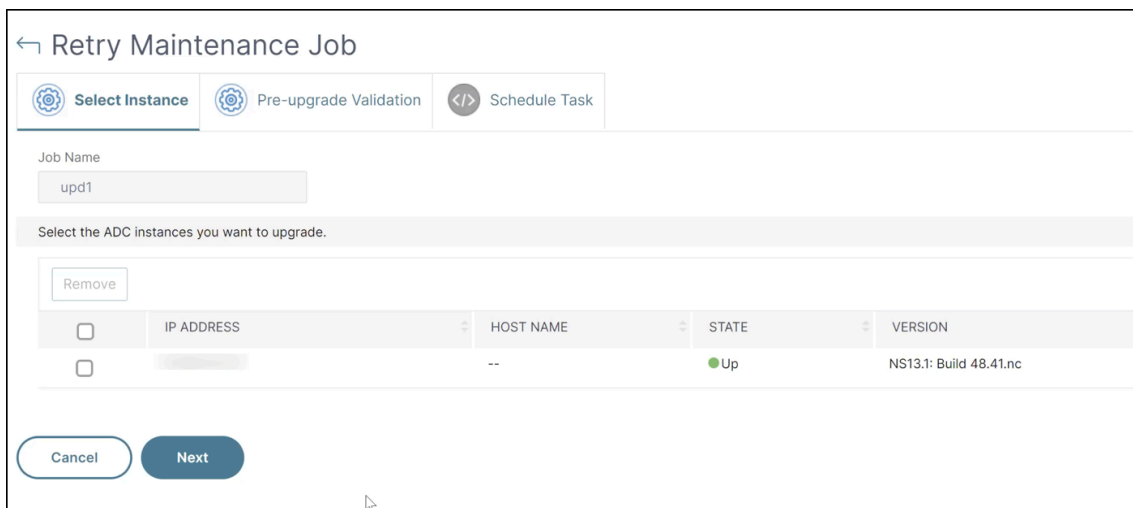 Retry Maintenance Job
Select Instance Pre-upgrade Validation </> Schedule Task
Job Name
upd1
Select the ADC instances you want to upgrade.
Remove
IP ADDRESS HOST NAME STATE VERSION
-- Up NS13.1: Build 48.41.nc
Cancel Next